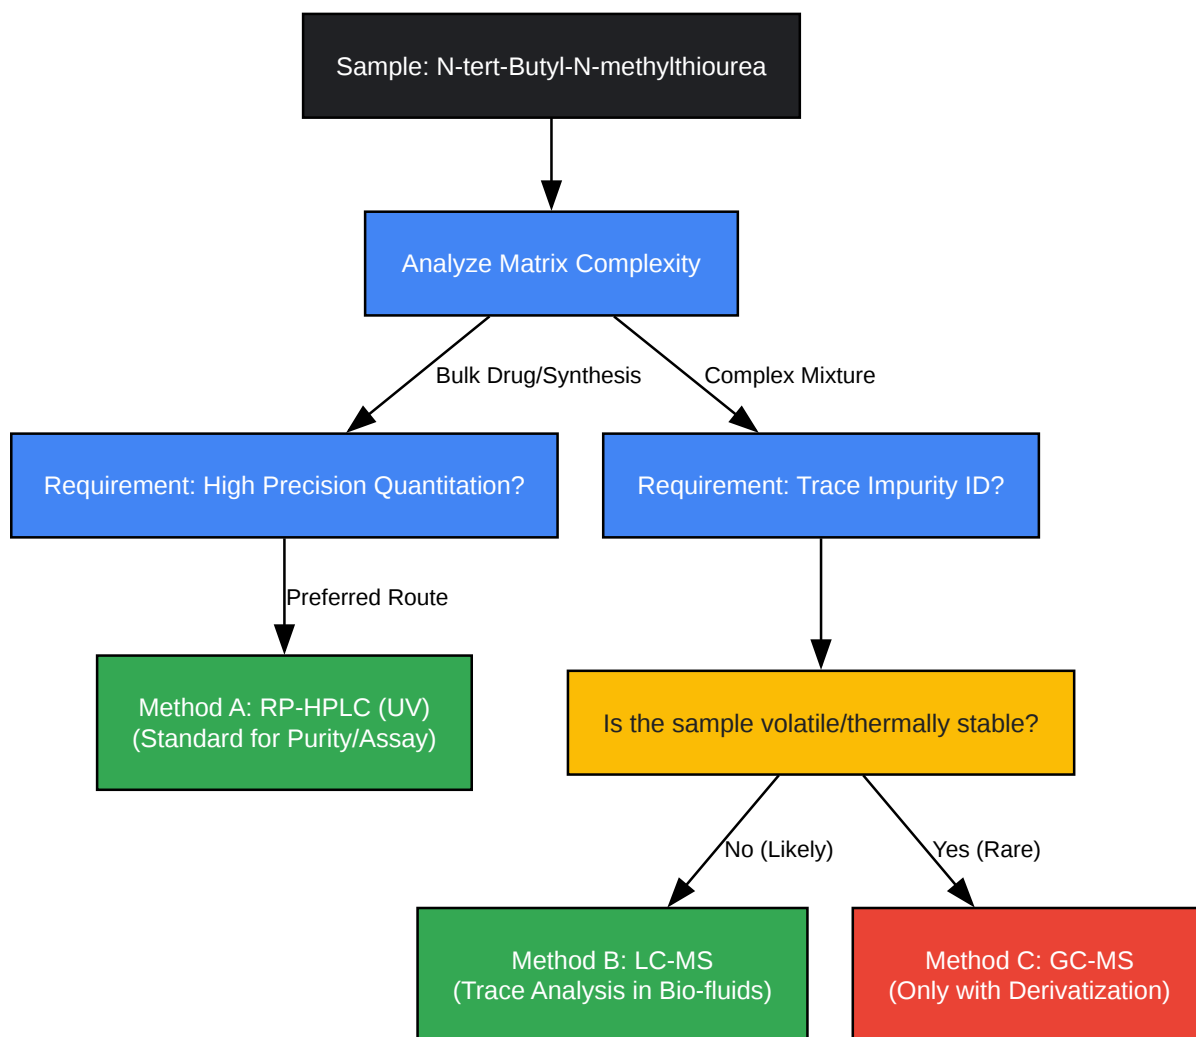 Sample: N-tert-Butyl-N-methylthiourea
Analyze Matrix Complexity
Bulk Drug/Synthesis
Complex Mixture
Requirement: High Precision Quantitation?
Requirement: Trace Impurity ID?
Preferred Route
Method A: RP-HPLC (UV)
(Standard for Purity/Assay)
Is the sample volatile/thermally stable?
No (Likely)
Yes (Rare)
Method B: LC-MS
(Trace Analysis in Bio-fluids)
Method C: GC-MS
(Only with Derivatization)